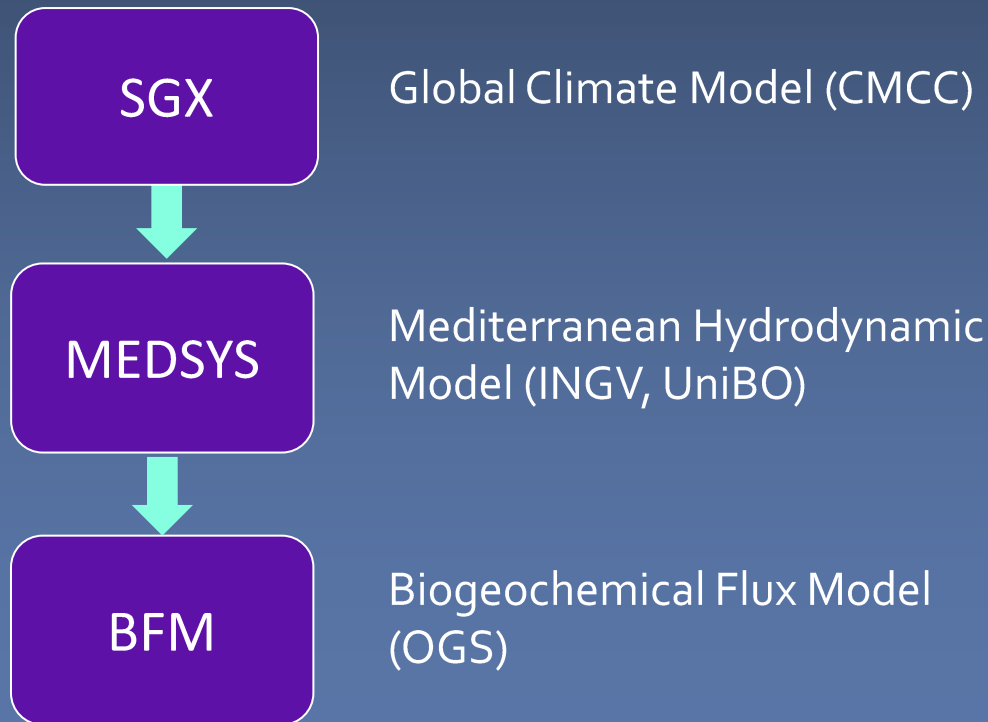 SGX
Global Climate Model (CMCC)
MEDSYS
Mediterranean Hydrodynamic
Model (INGV, UniBO)
BFM
Biogeochemical Flux Model
(OGS)